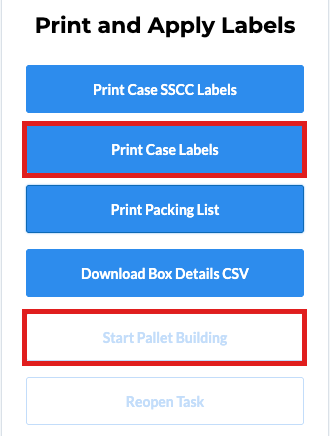 Print and Apply Labels
Print Case SSCC Labels
Print Case Labels
Print Packing List
Download Box Details CSV
Start Pallet Building
Reopen Task